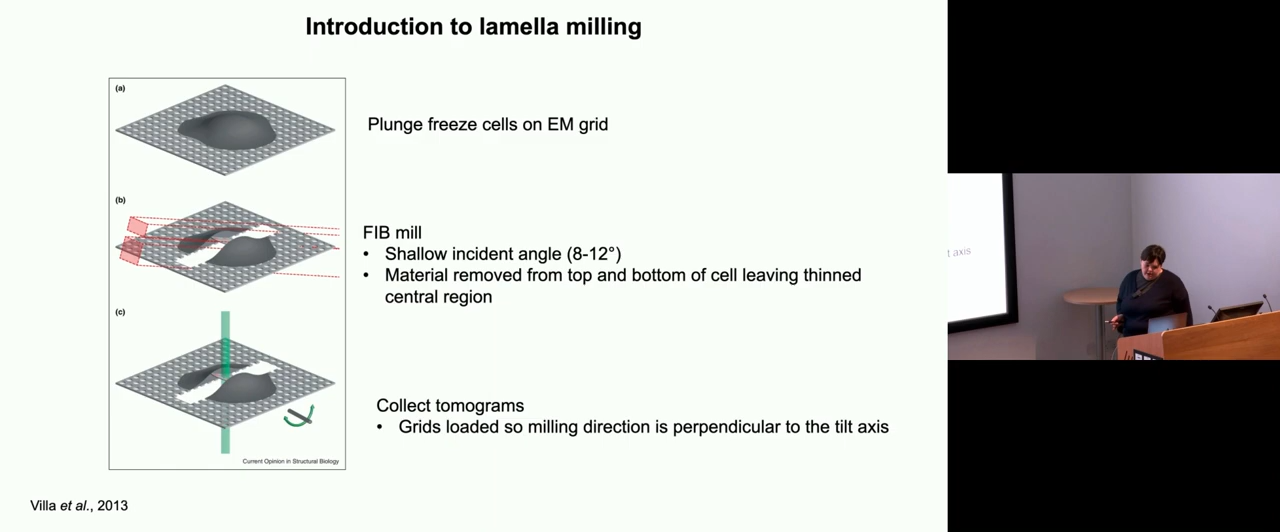 Introduction to lamella milling
(a)
Plunge freeze cells on EM grid
(b)
FIB mill
• Shallow incident angle (8-12°)
• Material removed from top and bottom of cell leaving thinned
central region
(c)
Collect tomograms
• Grids loaded so milling direction is perpendicular to the tilt axis
Current Opinion in Structural Biology
Villa et al., 2013
t axis